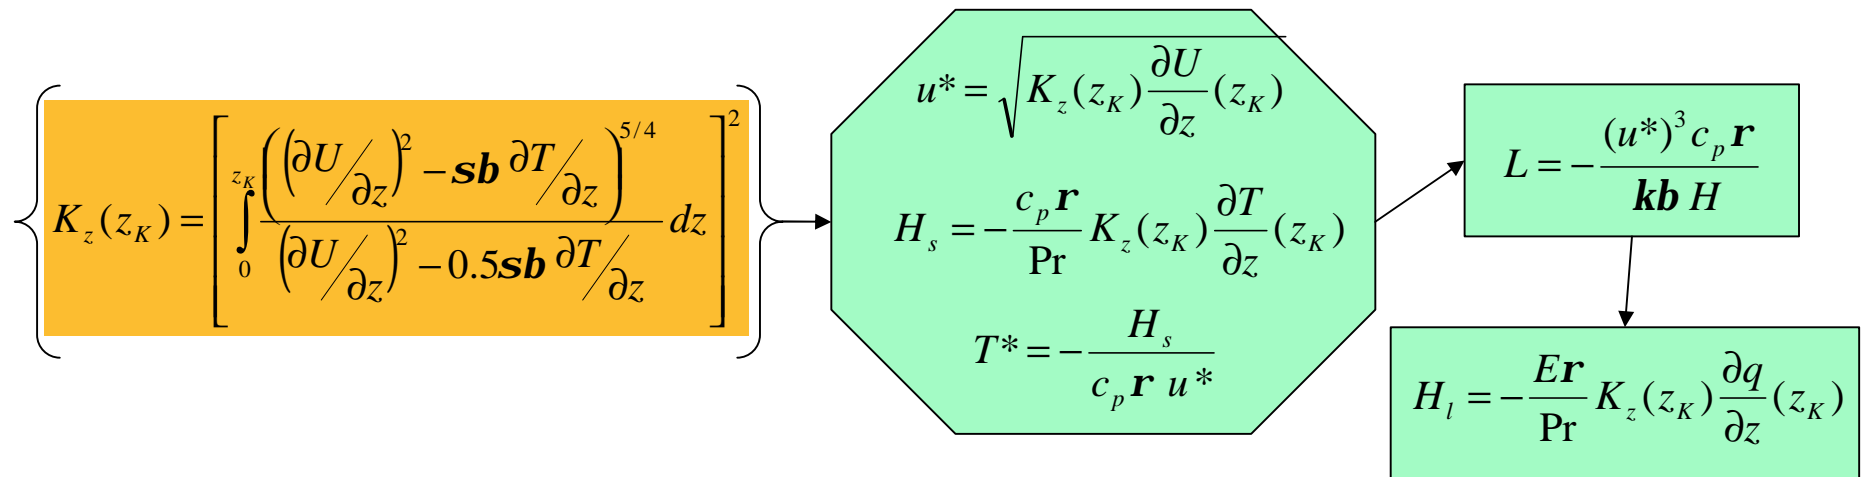 K_z(z_K) = [ ∫_0^{z_K} ((∂U/∂z)^2 − sb ∂T/∂z)^{5/4} / ((∂U/∂z)^2 − 0.5sb ∂T/∂z) dz ]^2
u* = √(K_z(z_K) ∂U/∂z (z_K))
H_s = − (c_p r / Pr) K_z(z_K) ∂T/∂z (z_K)
T* = − H_s / (c_p r u*)
L = − (u*)^3 c_p r / (kb H)
H_l = − (Er / Pr) K_z(z_K) ∂q/∂z (z_K)